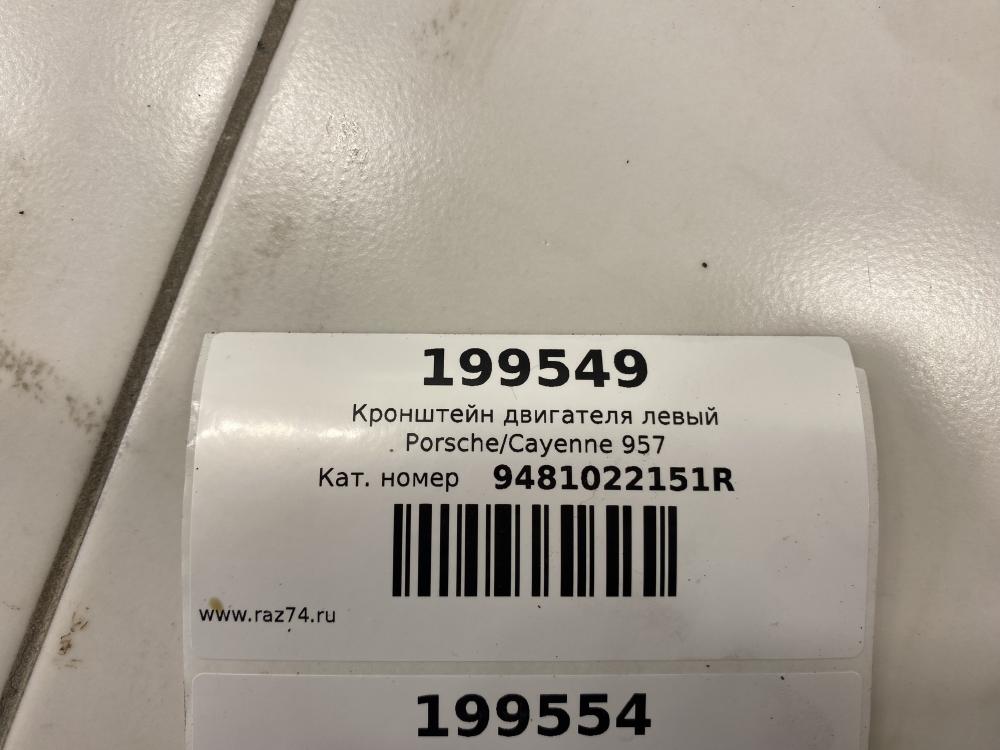 199549
Кронштейн двигателя левый
Porsche/Cayenne 957
Кат. номер 9481022151R
www.raz74.ru
199554